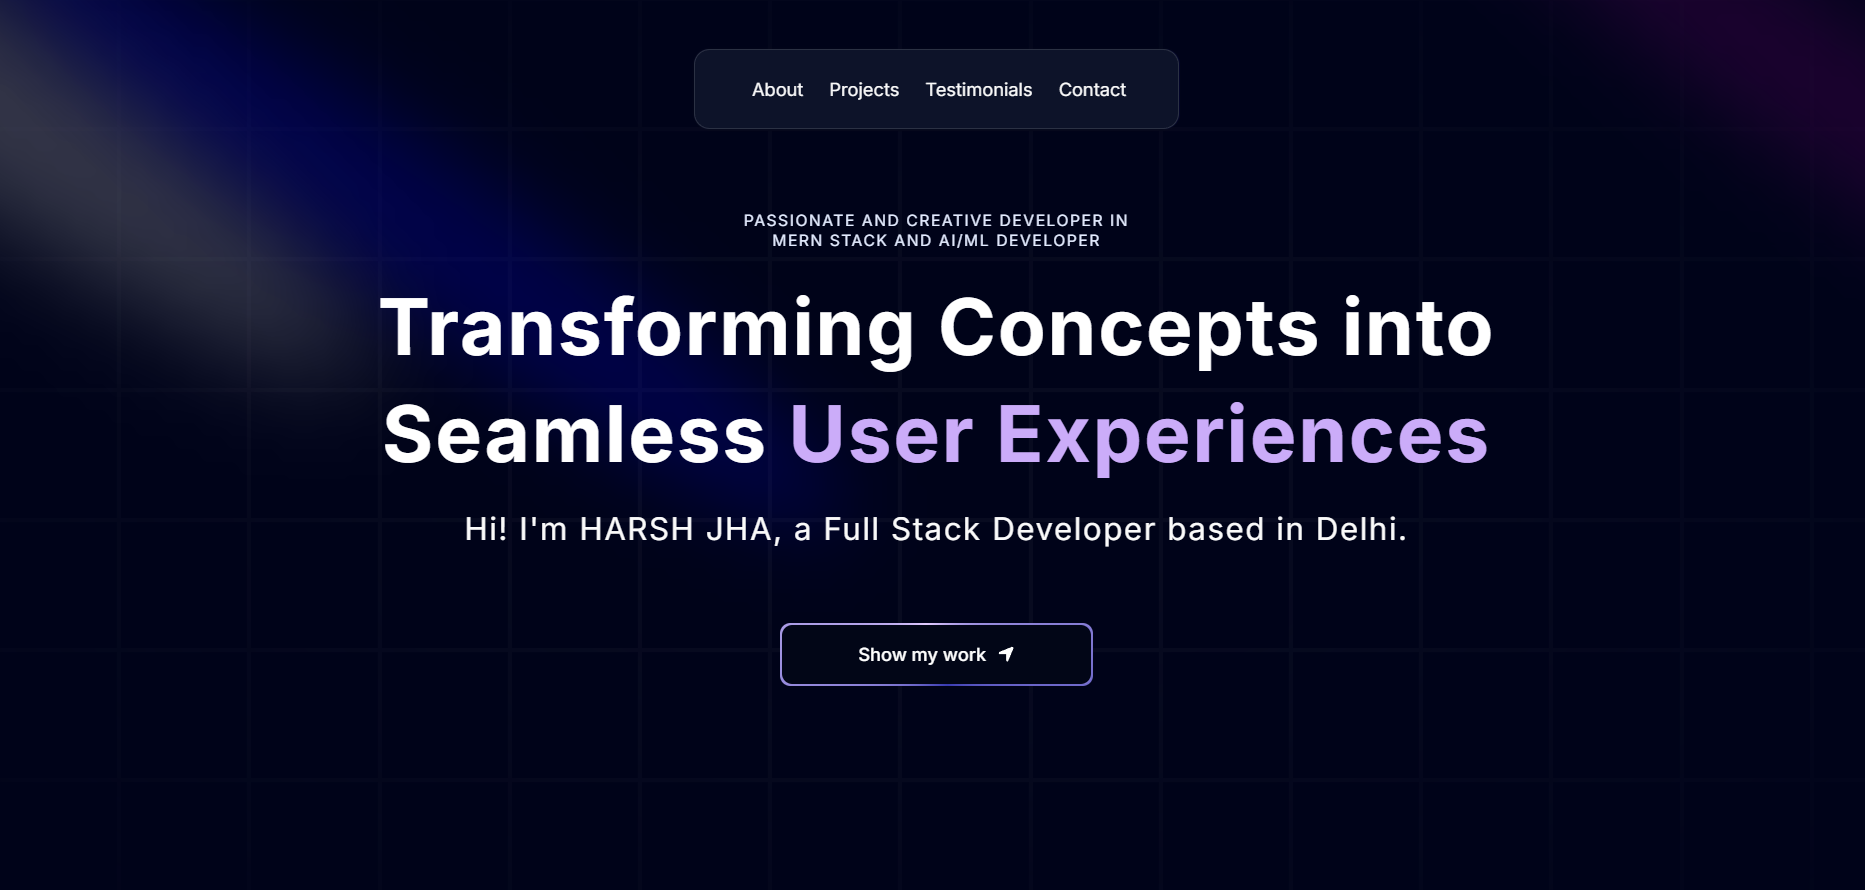 About Projects Testimonials Contact
PASSIONATE AND CREATIVE DEVELOPER IN
MERN STACK AND AI/ML DEVELOPER
Transforming Concepts into
Seamless User Experiences
Hi! I'm HARSH JHA, a Full Stack Developer based in Delhi.
Show my work